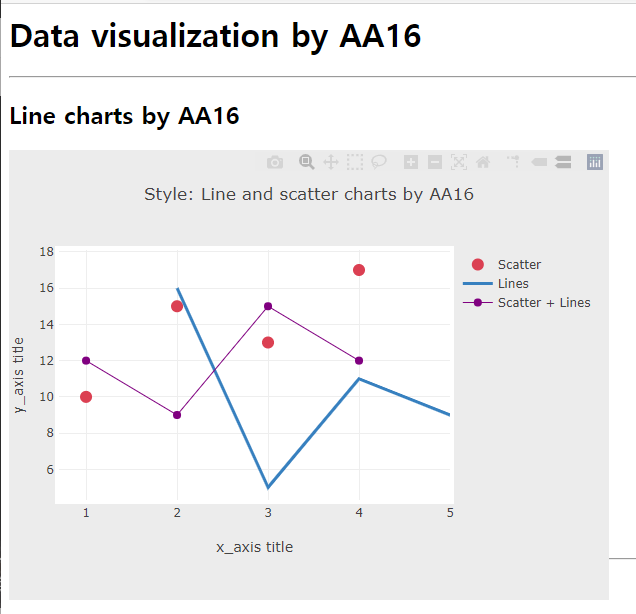 Data visualization by AA16
Line charts by AA16
Style: Line and scatter charts by AA16
18
16
14
12
10
8
6
y_axis title
1 2 3 4 5
x_axis title
Scatter
Lines
Scatter + Lines